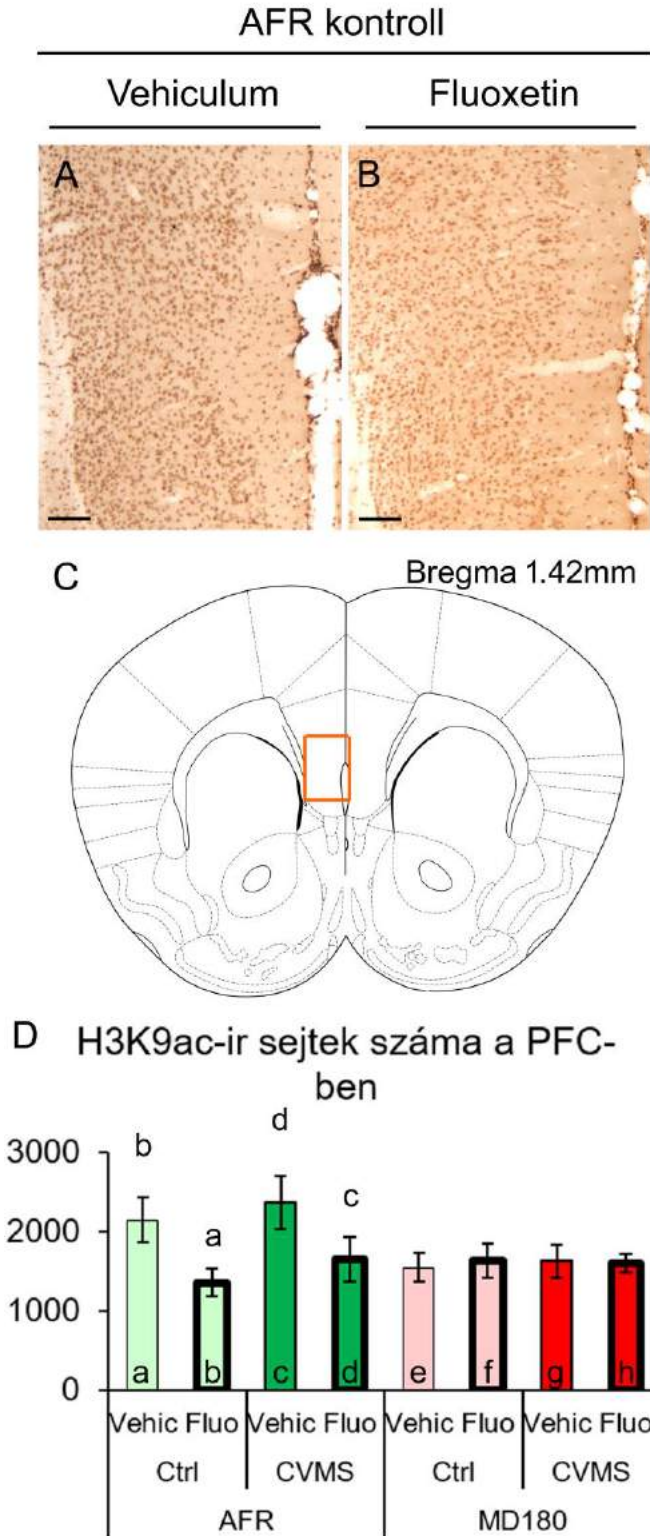 AFR kontroll
Vehiculum Fluoxetin
A B
C Bregma 1.42mm
D H3K9ac-ir sejtek száma a PFC-
ben
d
3000 b
c
2000 a
1000
0 a b c d e f g h
Vehic Fluo Vehic Fluo Vehic Fluo Vehic Fluo
Ctrl CVMS Ctrl CVMS
AFR MD180